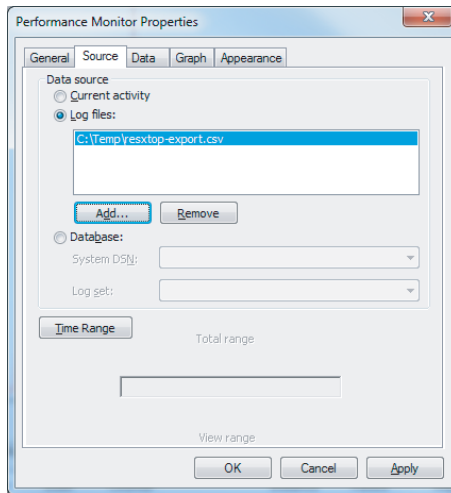 Performance Monitor Properties
General Source Data Graph Appearance
Data source
Current activity
Log files:
C:\Temp\resxtop-export.csv
Add... Remove
Database:
System DSN:
Log set:
Time Range
Total range
View range
OK Cancel Apply